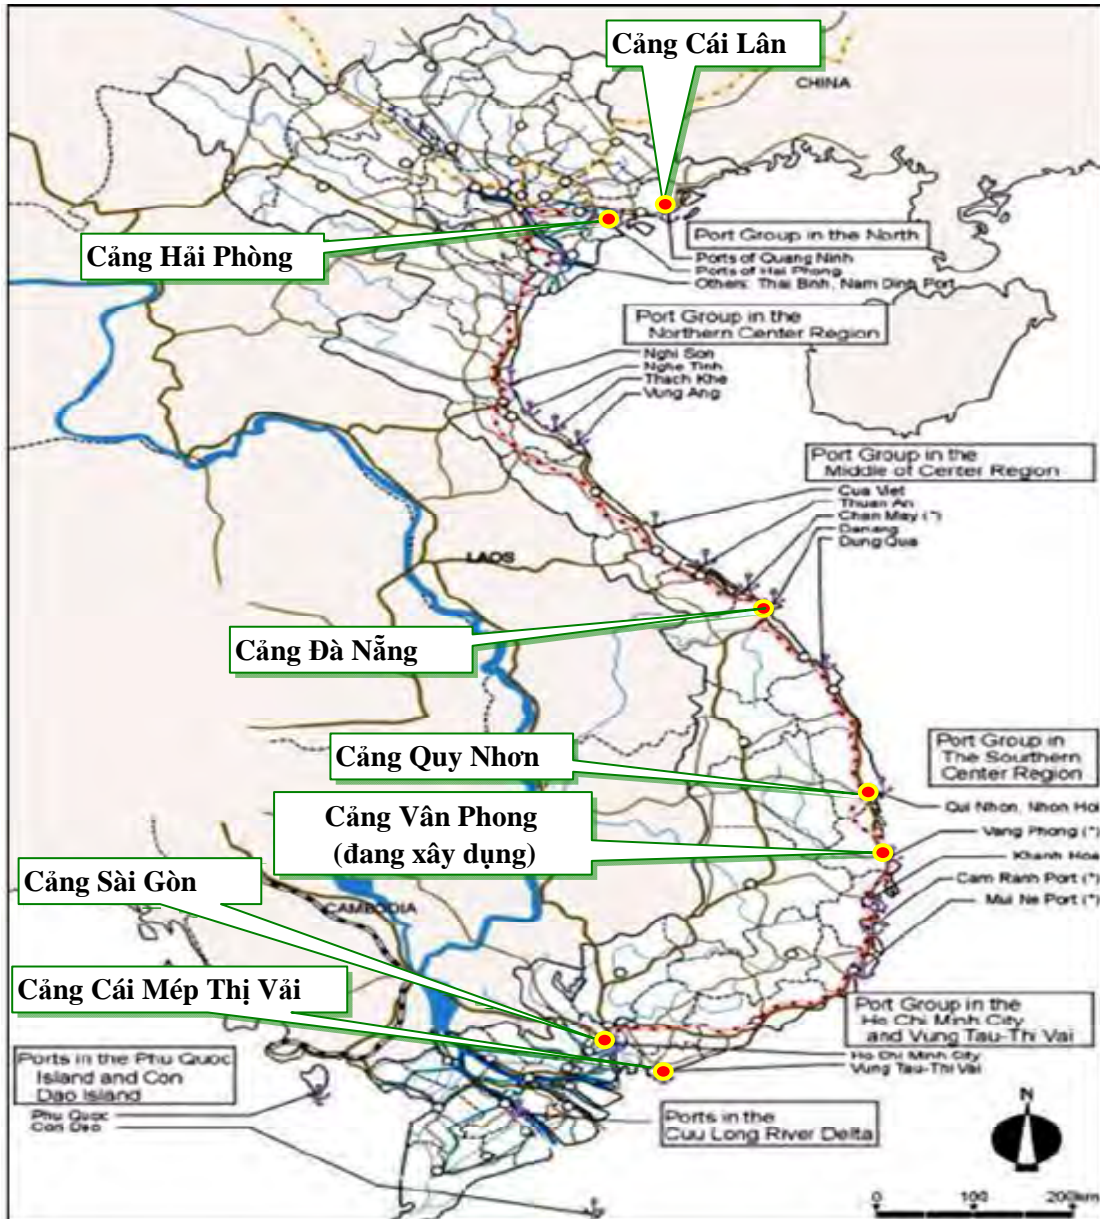 Cảng Cái Lân
CHINA
Cảng Hải Phòng
Port Group in the North
Ports of Quang Ninh
Ports of Hai Phong
Others: Thai Binh, Nam Dinh Port
Port Group in the
Northern Center Region
Nghi Son
Nghe Tinh
Thach Khe
Vung Ang
Port Group in the
Middle of Center Region
Cua Viet
Thuan An
Chan May (*)
Danang
Dung Qua
LAOS
Cảng Đà Nẵng
Cảng Quy Nhơn
Port Group in
The Sourthern
Center Region
Qui Nhon, Nhon Hoi
Cảng Vân Phong
(đang xây dụng)
Vang Phong (*)
Khanh Hoa
Cam Ranh Port (*)
Mui Ne Port (*)
Cảng Sài Gòn
CAMBODIA
Cảng Cái Mép Thị Vải
Port Group in the
Ho Chi Minh City
and Vung Tau-Thi Vai
Ho Chi Minh City
Vung Tau-Thi Vai
Ports in the Phu Quoc
Island and Con
Dao Island
Phu Quoc
Con Dao
Ports in the
Cuu Long River Delta
N
0 100 200km